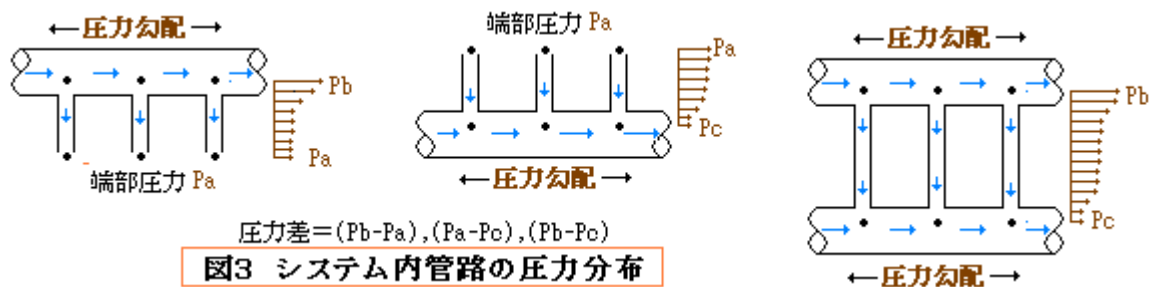 ←圧力勾配→
Pb
Pa
端部圧力 Pa
端部圧力 Pa
Pa
Pc
←圧力勾配→
←圧力勾配→
Pb
Pc
←圧力勾配→
圧力差=(Pb-Pa),(Pa-Pc),(Pb-Pc)
図3 システム内管路の圧力分布